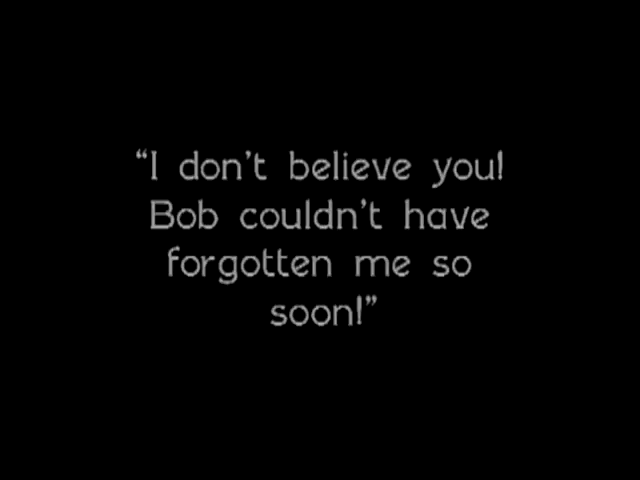 “I don’t believe you!
Bob couldn’t have
forgotten me so
soon!”